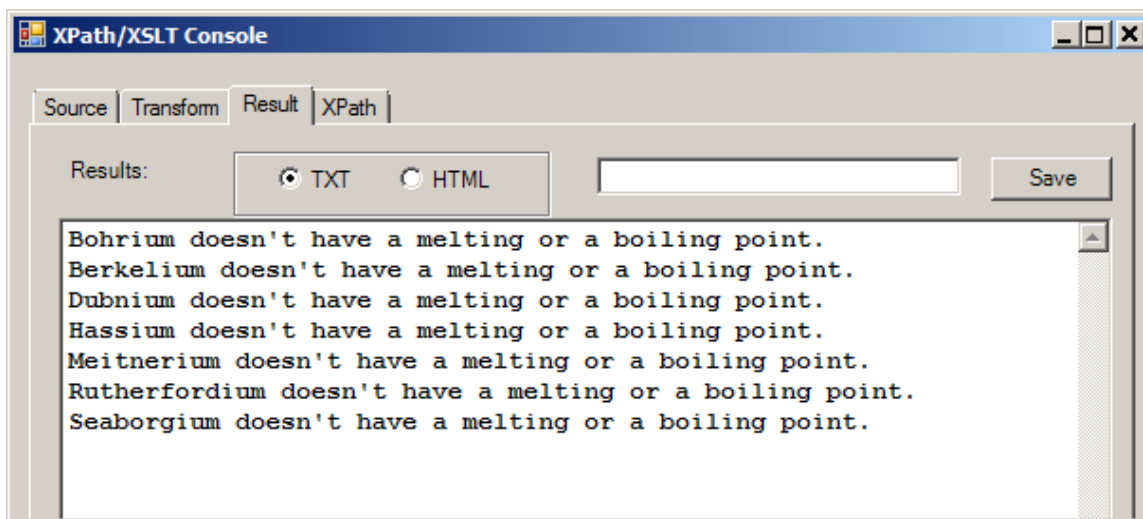 XPath/XSLT Console
Source Transform Result XPath
Results: TXT HTML Save
Bohrium doesn't have a melting or a boiling point.
Berkelium doesn't have a melting or a boiling point.
Dubnium doesn't have a melting or a boiling point.
Hassium doesn't have a melting or a boiling point.
Meitnerium doesn't have a melting or a boiling point.
Rutherfordium doesn't have a melting or a boiling point.
Seaborgium doesn't have a melting or a boiling point.